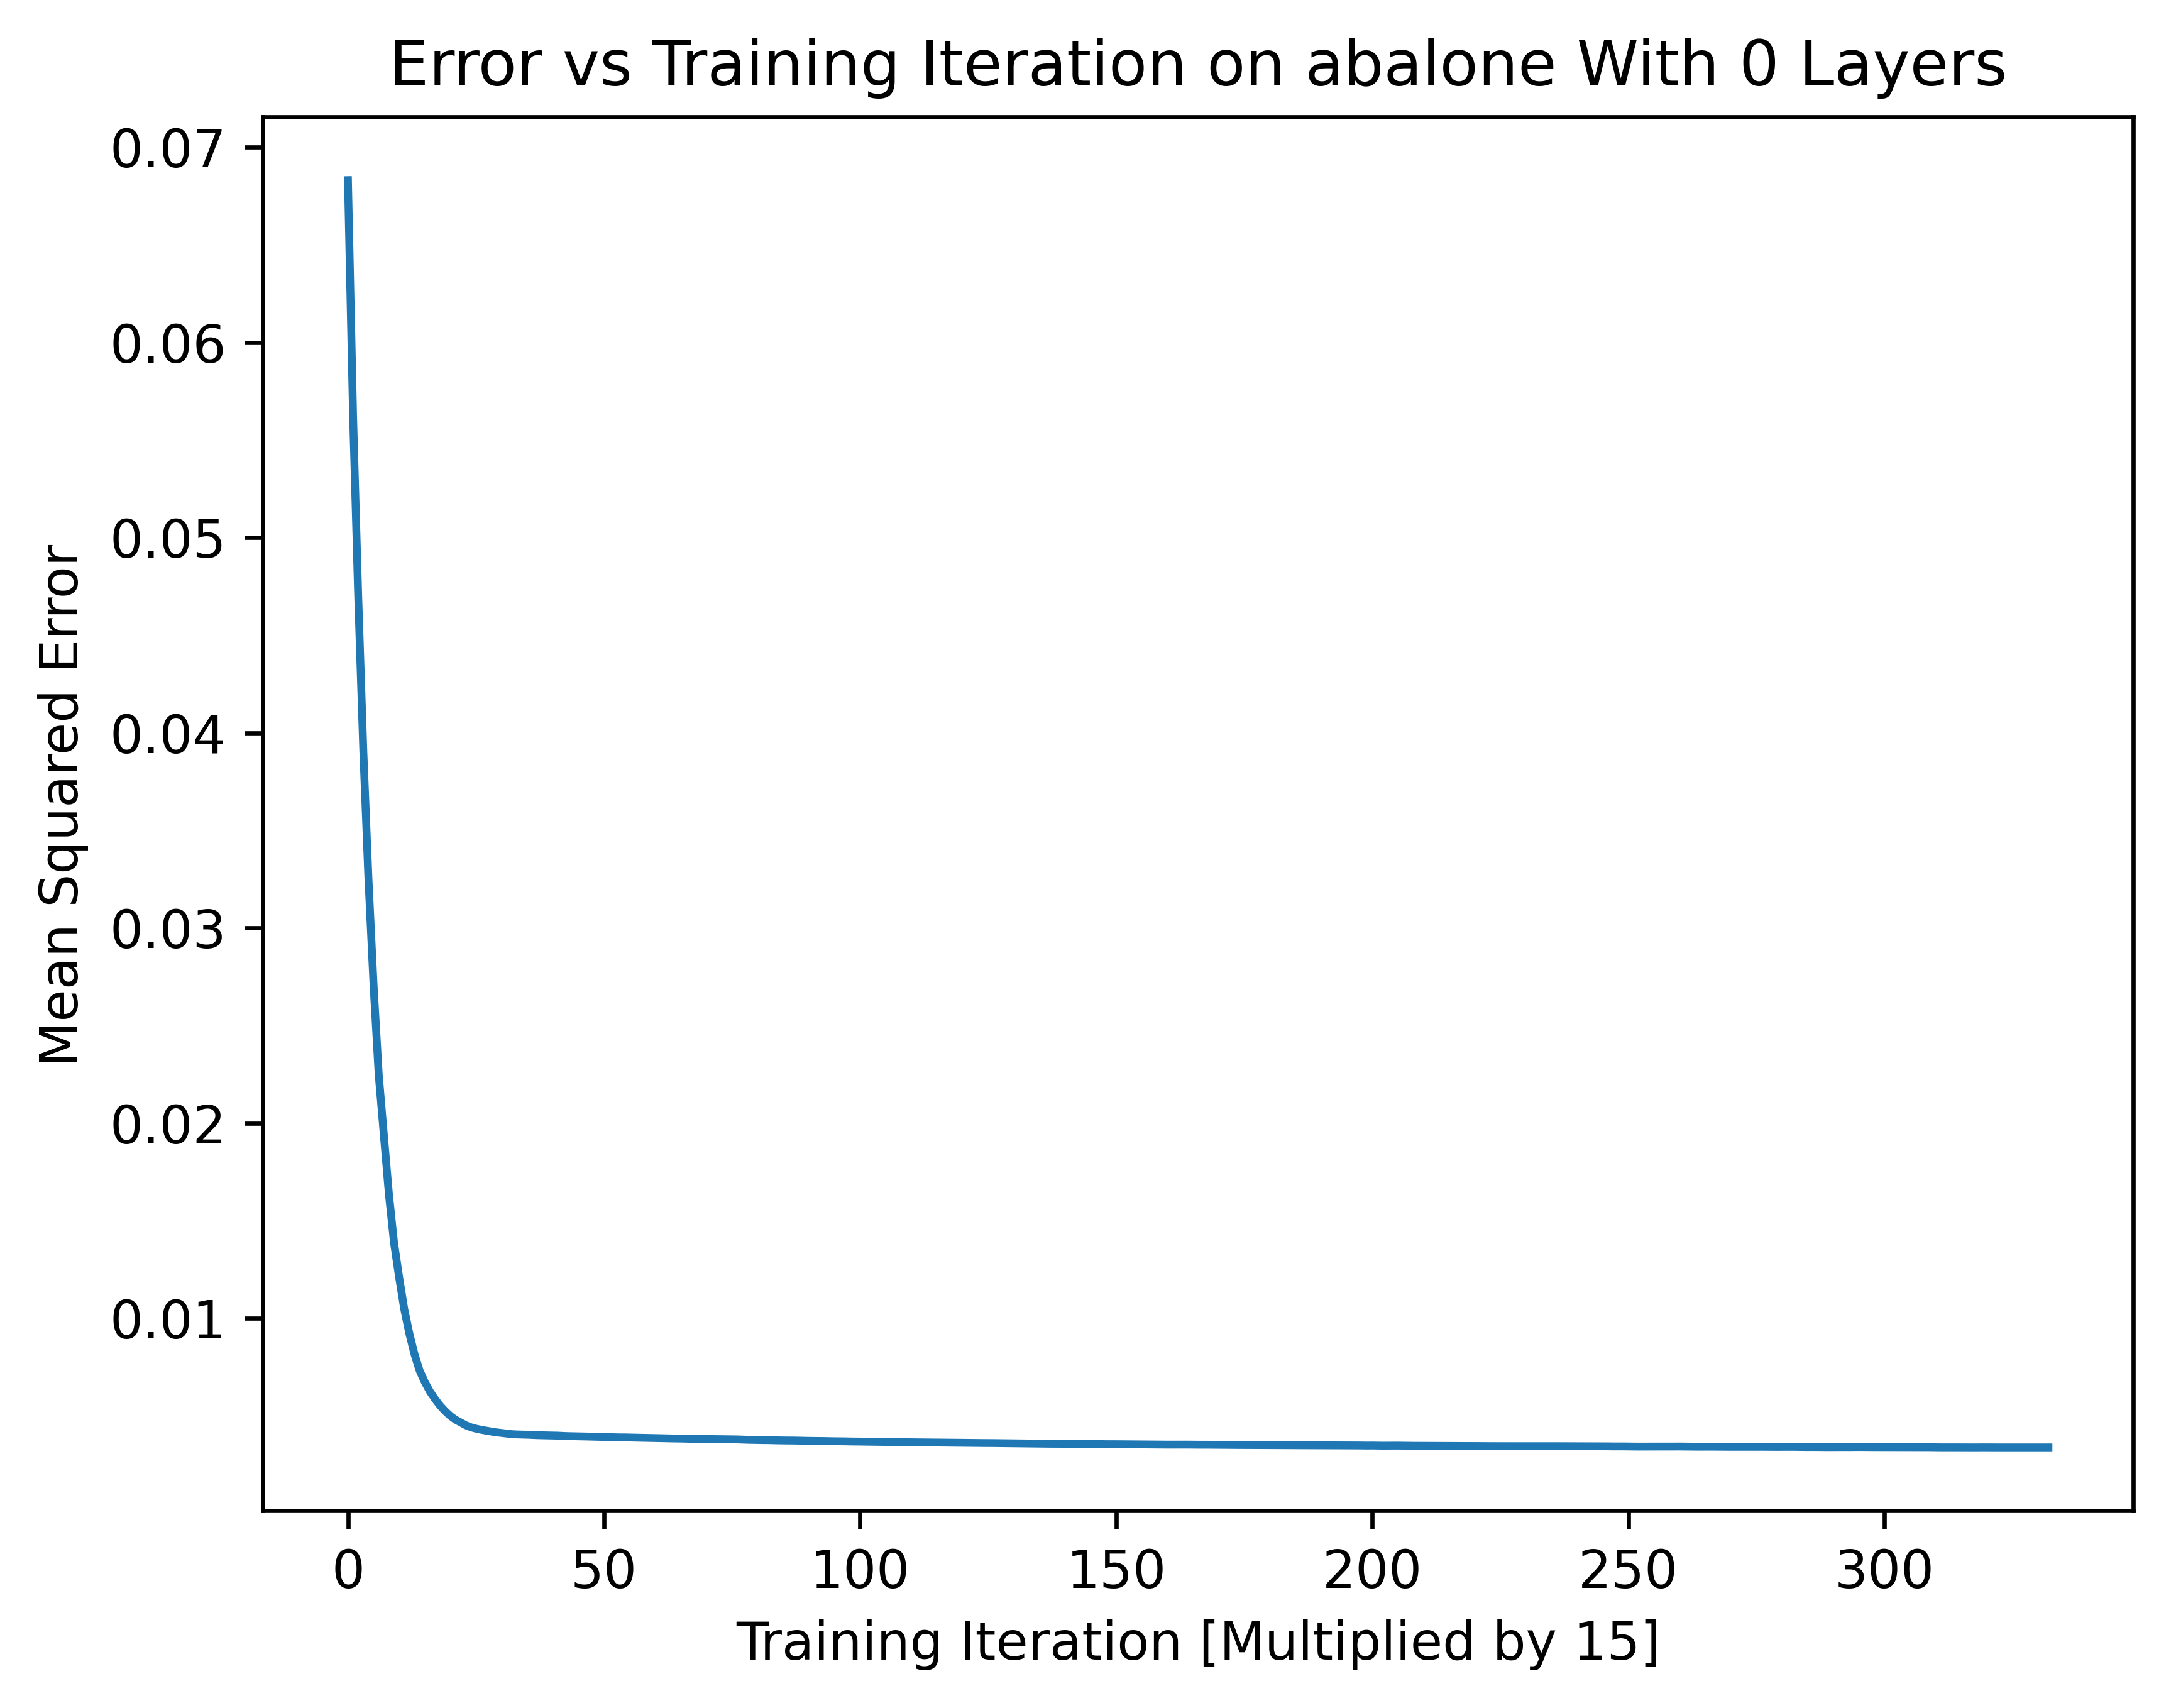 Error vs Training Iteration on abalone With 0 Layers
0.07
0.06
0.05
0.04
0.03
0.02
0.01
Mean Squared Error
0 50 100 150 200 250 300
Training Iteration [Multiplied by 15]